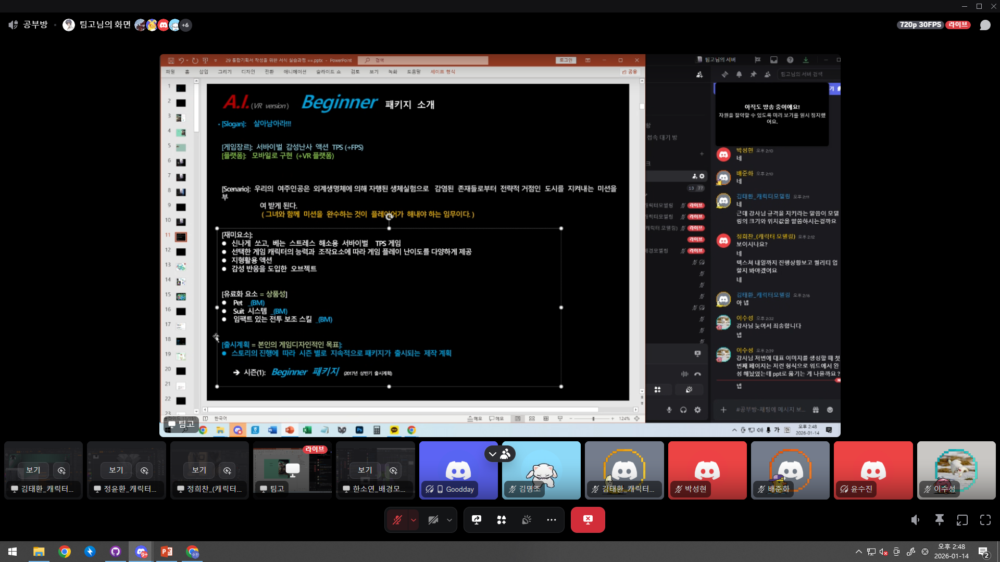 공부방
팀고님의 화면
+6
720p 30FPS
라이브
29 통합기획서 작성을 위한 서식 실습과정 ==.pptx - PowerPoint
검색
로그인
파일 홈 삽입 그리기 디자인 전환 애니메이션 슬라이드 쇼 검토 보기 녹화 도움말 셰이프 형식
공유
1
2
3
4
5
6
7
8
9
10
11
12
13
14
15
16
17
18
19
20
21
22
23
A.I.(VR version) Beginner 패키지 소개
- [Slogan]: 살아남아라!!!
[게임장르]: 서바이벌 감성난사 액션 TPS (+FPS)
[플랫폼]: 모바일로 구현 (+VR 플랫폼)
[Scenario]: 우리의 여주인공은 외계생명체에 의해 자행된 생체실험으로 감염된 존재들로부터 전략적 거점인 도시를 지켜내는 미션을
부
여 받게 된다.
( 그녀와 함께 미션을 완수하는 것이 플레이어가 해내야 하는 임무이다. )
[재미요소]:
● 신나게 쏘고, 베는 스트레스 해소용 서바이벌 TPS 게임
● 선택한 게임 캐릭터의 능력과 조작요소에 따라 게임 플레이 난이도를 다양하게 제공
● 지형활용 액션
● 감성 반응을 도입한 오브젝트
[유료화 요소 = 상품성]
● Pet _(BM)
● Suit 시스템 _(BM)
● 임팩트 있는 전투 보조 스킬 _(BM)
[출시계획 = 본인의 게임디자인적인 목표]:
● 스토리의 진행에 따라 시즌 별로 지속적으로 패키지가 출시되는 제작 계획
➔ 시즌(1): Beginner 패키지 (2017년 상반기 출시계획)
한국어
메모
메모
124%
팀고
팀고님의 서버
팀고님의 서버 검색
접속 대기 방
13 77
라이브
라이브
라이브
라이브
배경모델링
라이브
아직도 방송 중이에요!
자원을 절약할 수 있도록 미리 보기를 일시 정지했
어요.
박성현 오후 2:10
네
배준화 오후 2:10
네
김태환_캐릭터모델링 오후 2:11
네
근데 강사님 규격을 지키라는 말씀이 모델
링의 크기와 위치값을 말씀하시는걸까요
정희찬_(캐릭터 모델링) 오후 2:12
보이시나요?
네
텍스쳐 내일까지 진행상황보고 퀄리티 업
할지 봐야겠어요
네
김태환_캐릭터모델링 오후 2:16
아 넵
이수성 오후 2:32
강사님 늦어서 죄송합니다
넵
이수성 오후 2:39
강사님 저번에 대표 이미지를 생성할 때 첫
번째 페이지는 저런 형식으로 워드에서 완
성 해놨었는데 ppt로 옮기는 게 나을까요 ?
넵
#공부방-채팅에 메시지 보...
가
오후 2:48
2026-01-14
보기
김태환_캐릭터...
보기
정윤환_캐릭터...
보기
정희찬_(캐릭터...
라이브
팀고
보기
한소연_배경모...
Goodday
김명조
김태환_캐릭터...
박성현
배준화
윤수진
이수성
9+
수진
오후 2:48
2026-01-14
2